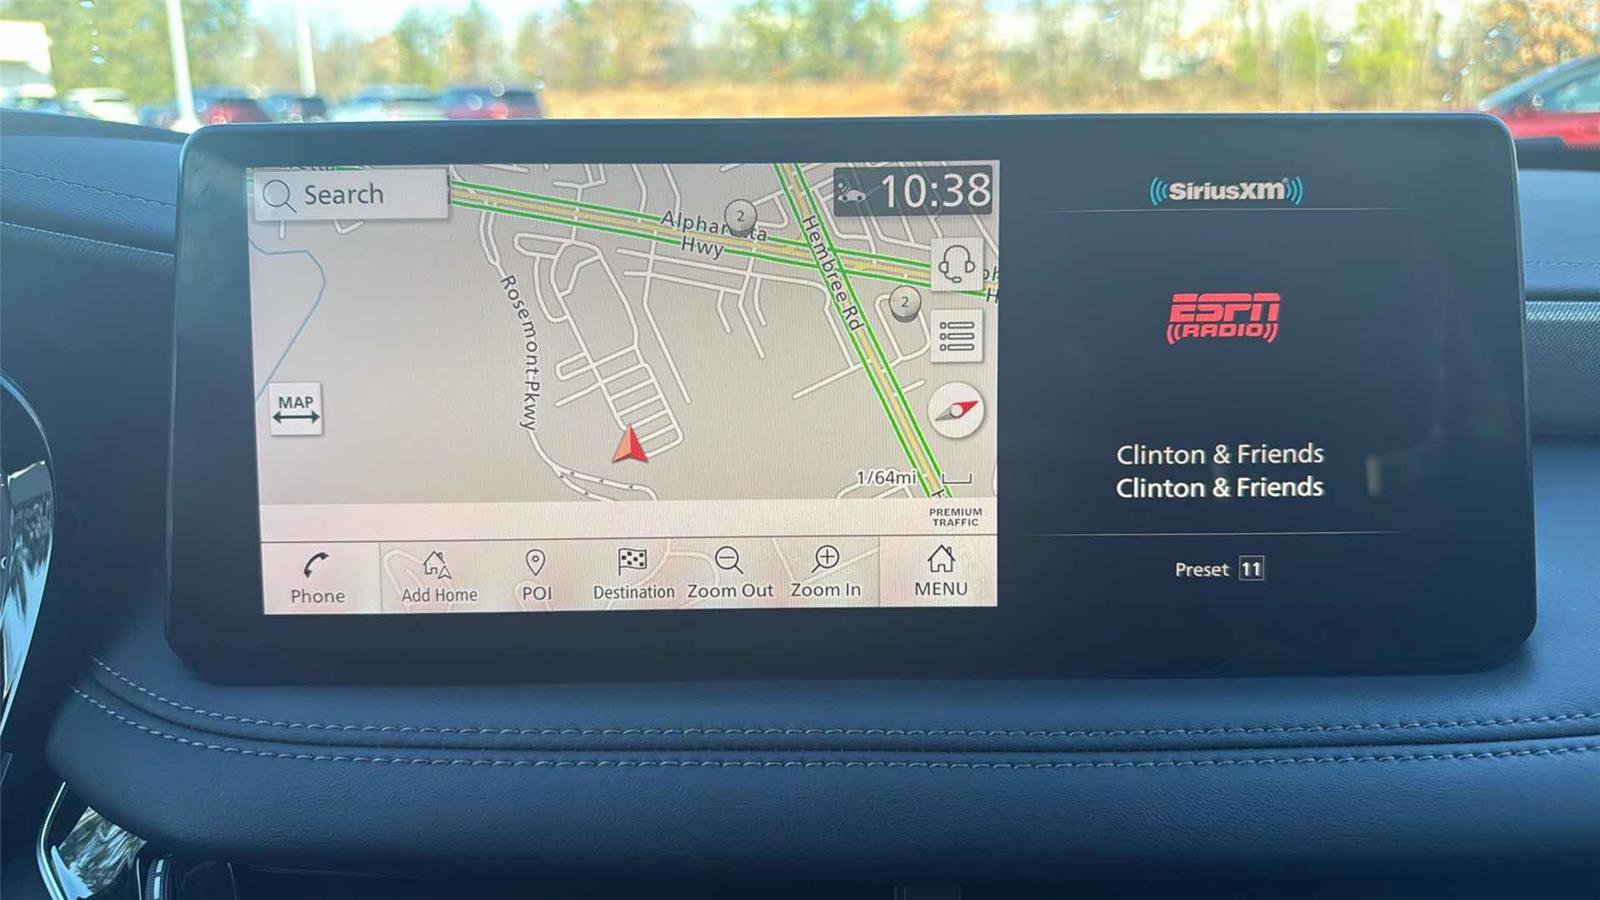 Search
10:38
2
Alpharetta
Hwy
Hembree Rd
2
Rosemont Pkwy
MAP
1/64mi
PREMIUM
TRAFFIC
Phone
Add Home
POI
Destination
Zoom Out
Zoom In
MENU
((SiriusXM))
ESPN
((RADIO))
Clinton & Friends
Clinton & Friends
Preset 11